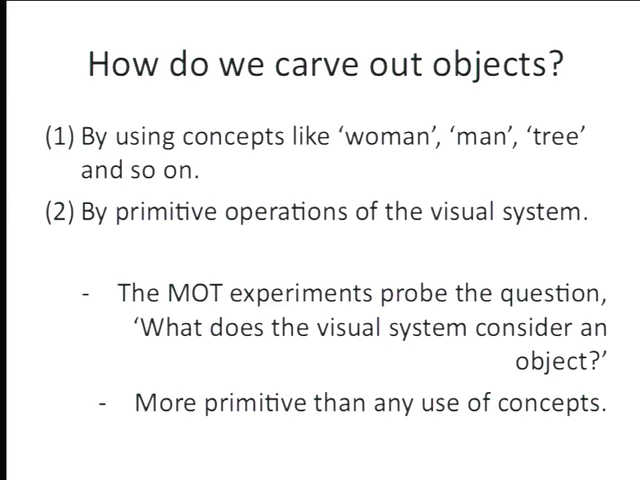 How do we carve out objects?
(1) By using concepts like ‘woman’, ‘man’, ‘tree’
and so on.
(2) By primitive operations of the visual system.
- The MOT experiments probe the question,
‘What does the visual system consider an
object?’
- More primitive than any use of concepts.